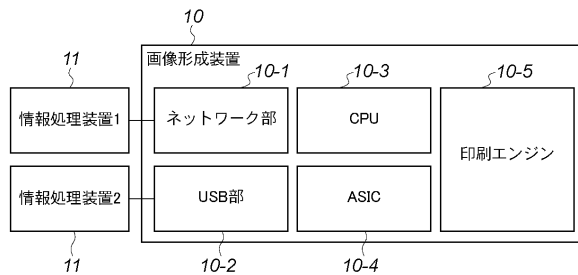 10
11
画像形成装置
10-1
10-3
10-5
情報処理装置1
ネットワーク部
CPU
印刷エンジン
情報処理装置2
USB部
ASIC
11
10-2
10-4